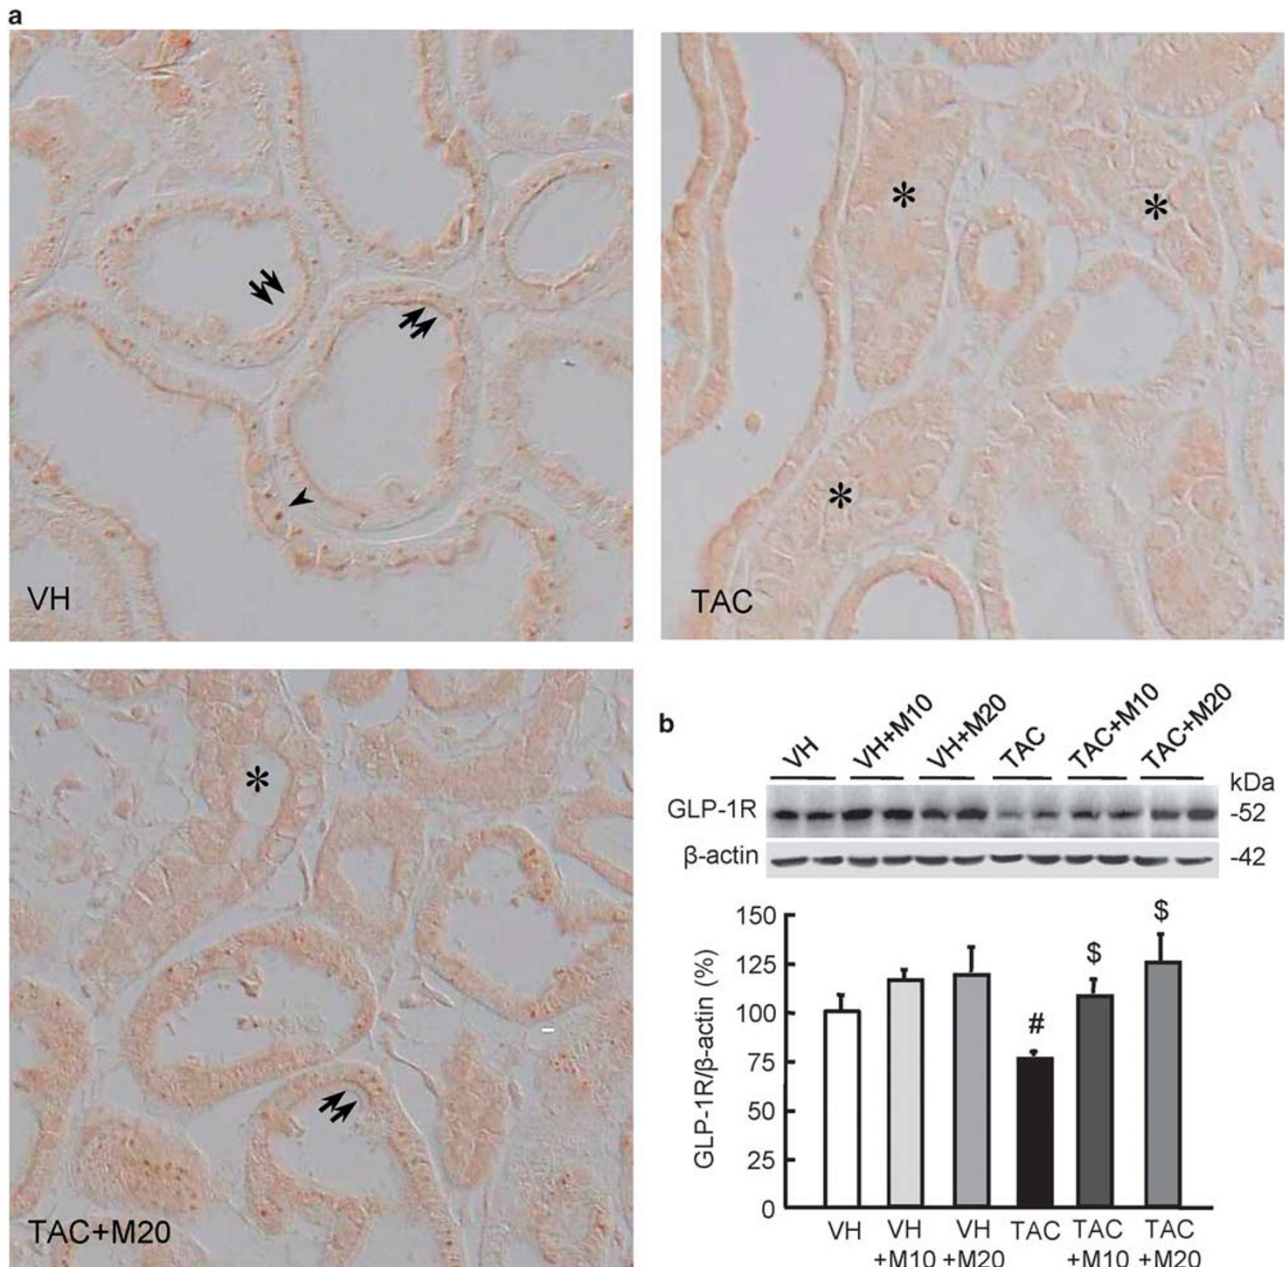 a
*
*
*
VH
TAC
*
TAC+M20
b
VH VH+M10 VH+M20 TAC TAC+M10 TAC+M20
kDa
GLP-1R -52
β-actin -42
GLP-1R/β-actin (%)
150
125
100
75
50
25
0
#
$
$
VH VH TAC TAC TAC
+M10 +M20 +M10 +M20